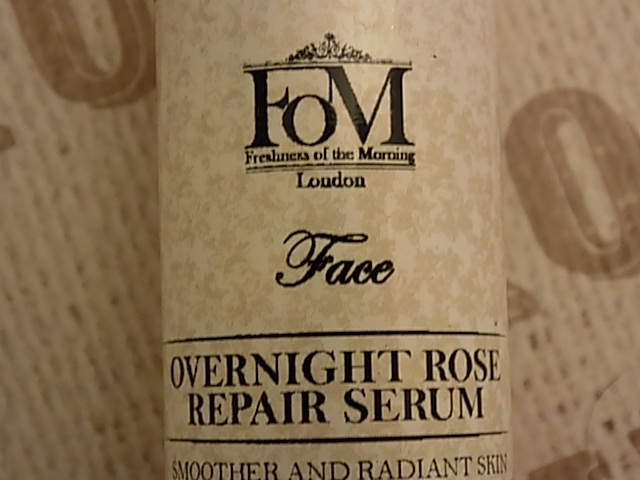 FOM
Freshness of the Morning
London
Face
OVERNIGHT ROSE
REPAIR SERUM
SMOOTHER AND RADIANT SKIN